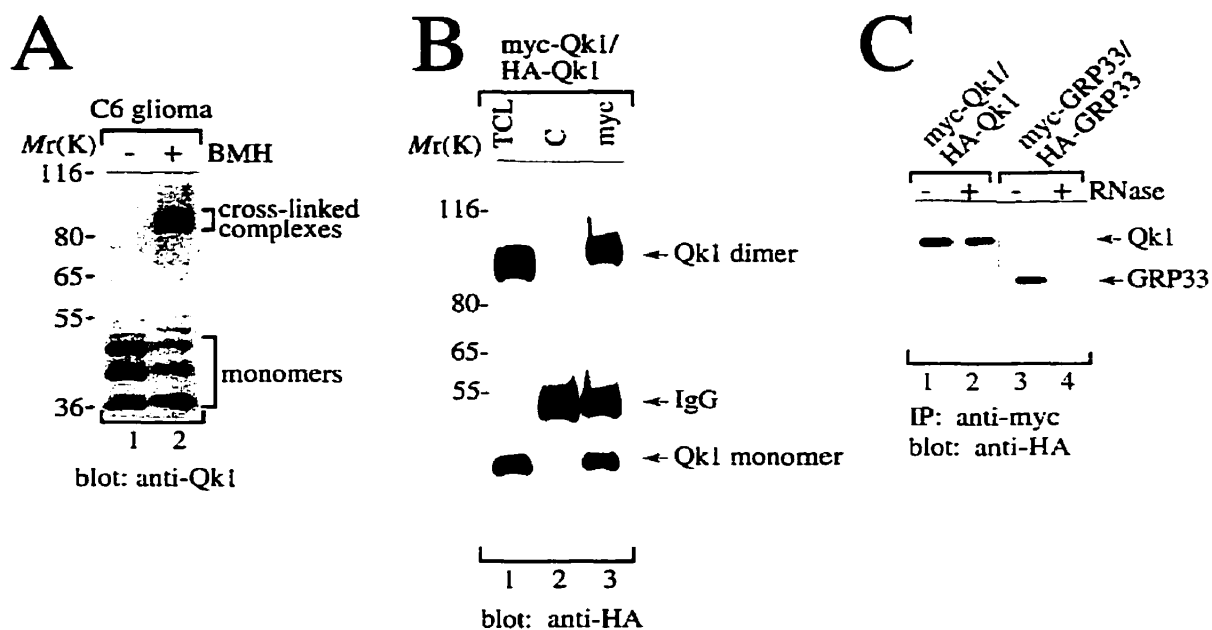 A
C6 glioma
Mr(K) - + BMH
116-
cross-linked
complexes
80-
65-
55-
monomers
36-
1 2
blot: anti-Qk1
B
myc-Qk1/
HA-Qk1
TCL C myc
Mr(K)
116-
Qk1 dimer
80-
65-
55-
IgG
Qk1 monomer
1 2 3
blot: anti-HA
C
myc-Qk1/
HA-Qk1
myc-GRP33/
HA-GRP33
- + - + RNase
Qk1
GRP33
1 2 3 4
IP: anti-myc
blot: anti-HA